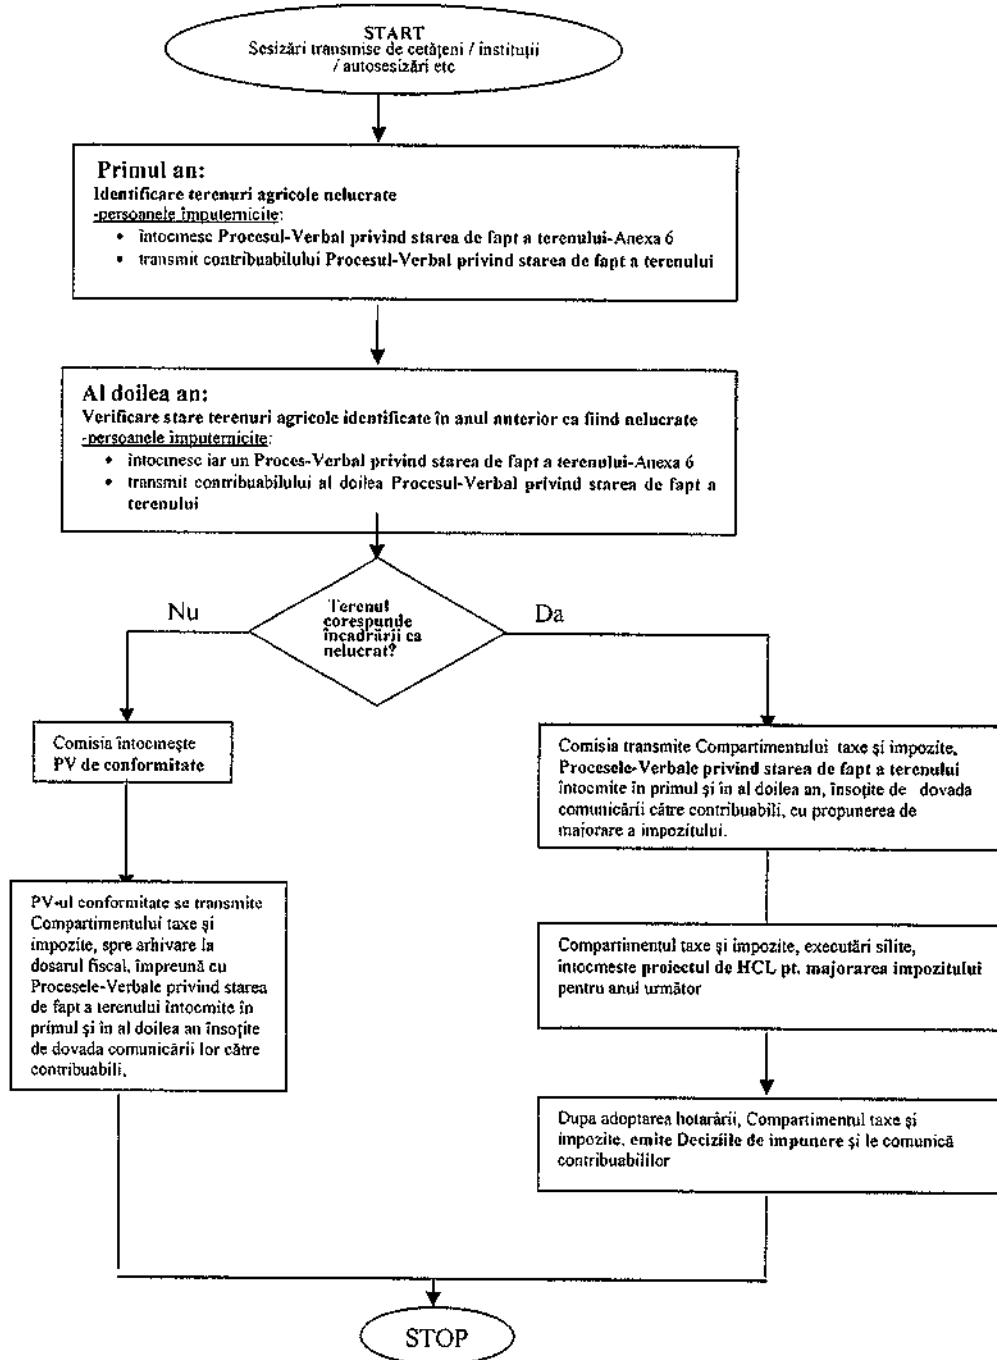 START
Sesizări transmise de cetățeni / instituții
/ autosesizări etc
Primul an:
Identificare terenuri agricole nelucrate
-persoanele împuternicite:
• întocmesc Procesul-Verbal privind starea de fapt a terenului-Anexa 6
• transmit contribuabilului Procesul-Verbal privind starea de fapt a terenului
Al doilea an:
Verificare stare terenuri agricole identificate în anul anterior ca fiind nelucrate
-persoanele împuternicite:
• întocmesc iar un Proces-Verbal privind starea de fapt a terenului-Anexa 6
• transmit contribuabilului al doilea Procesul-Verbal privind starea de fapt a
terenului
Terenul
corespunde
încadrării ca
nelucrat?
Nu
Da
Comisia întocmește
PV de conformitate
PV-ul conformitate se transmite
Compartimentului taxe și
impozite, spre arhivare la
dosarul fiscal, împreună cu
Procesele-Verbale privind starea
de fapt a terenului întocmite în
primul și în al doilea an însoțite
de dovada comunicării lor către
contribuabili.
Comisia transmite Compartimentului taxe și impozite,
Procesele-Verbale privind starea de fapt a terenului
întocmite în primul și în al doilea an, însoțite de dovada
comunicării către contribuabili, cu propunerea de
majorare a impozitului.
Compartimentul taxe și impozite, executări silite,
întocmeste proiectul de HCL pt. majorarea impozitului
pentru anul următor
Dupa adoptarea hotarârii, Compartimentul taxe și
impozite, emite Deciziile de impunere și le comunică
contribuabililor
STOP